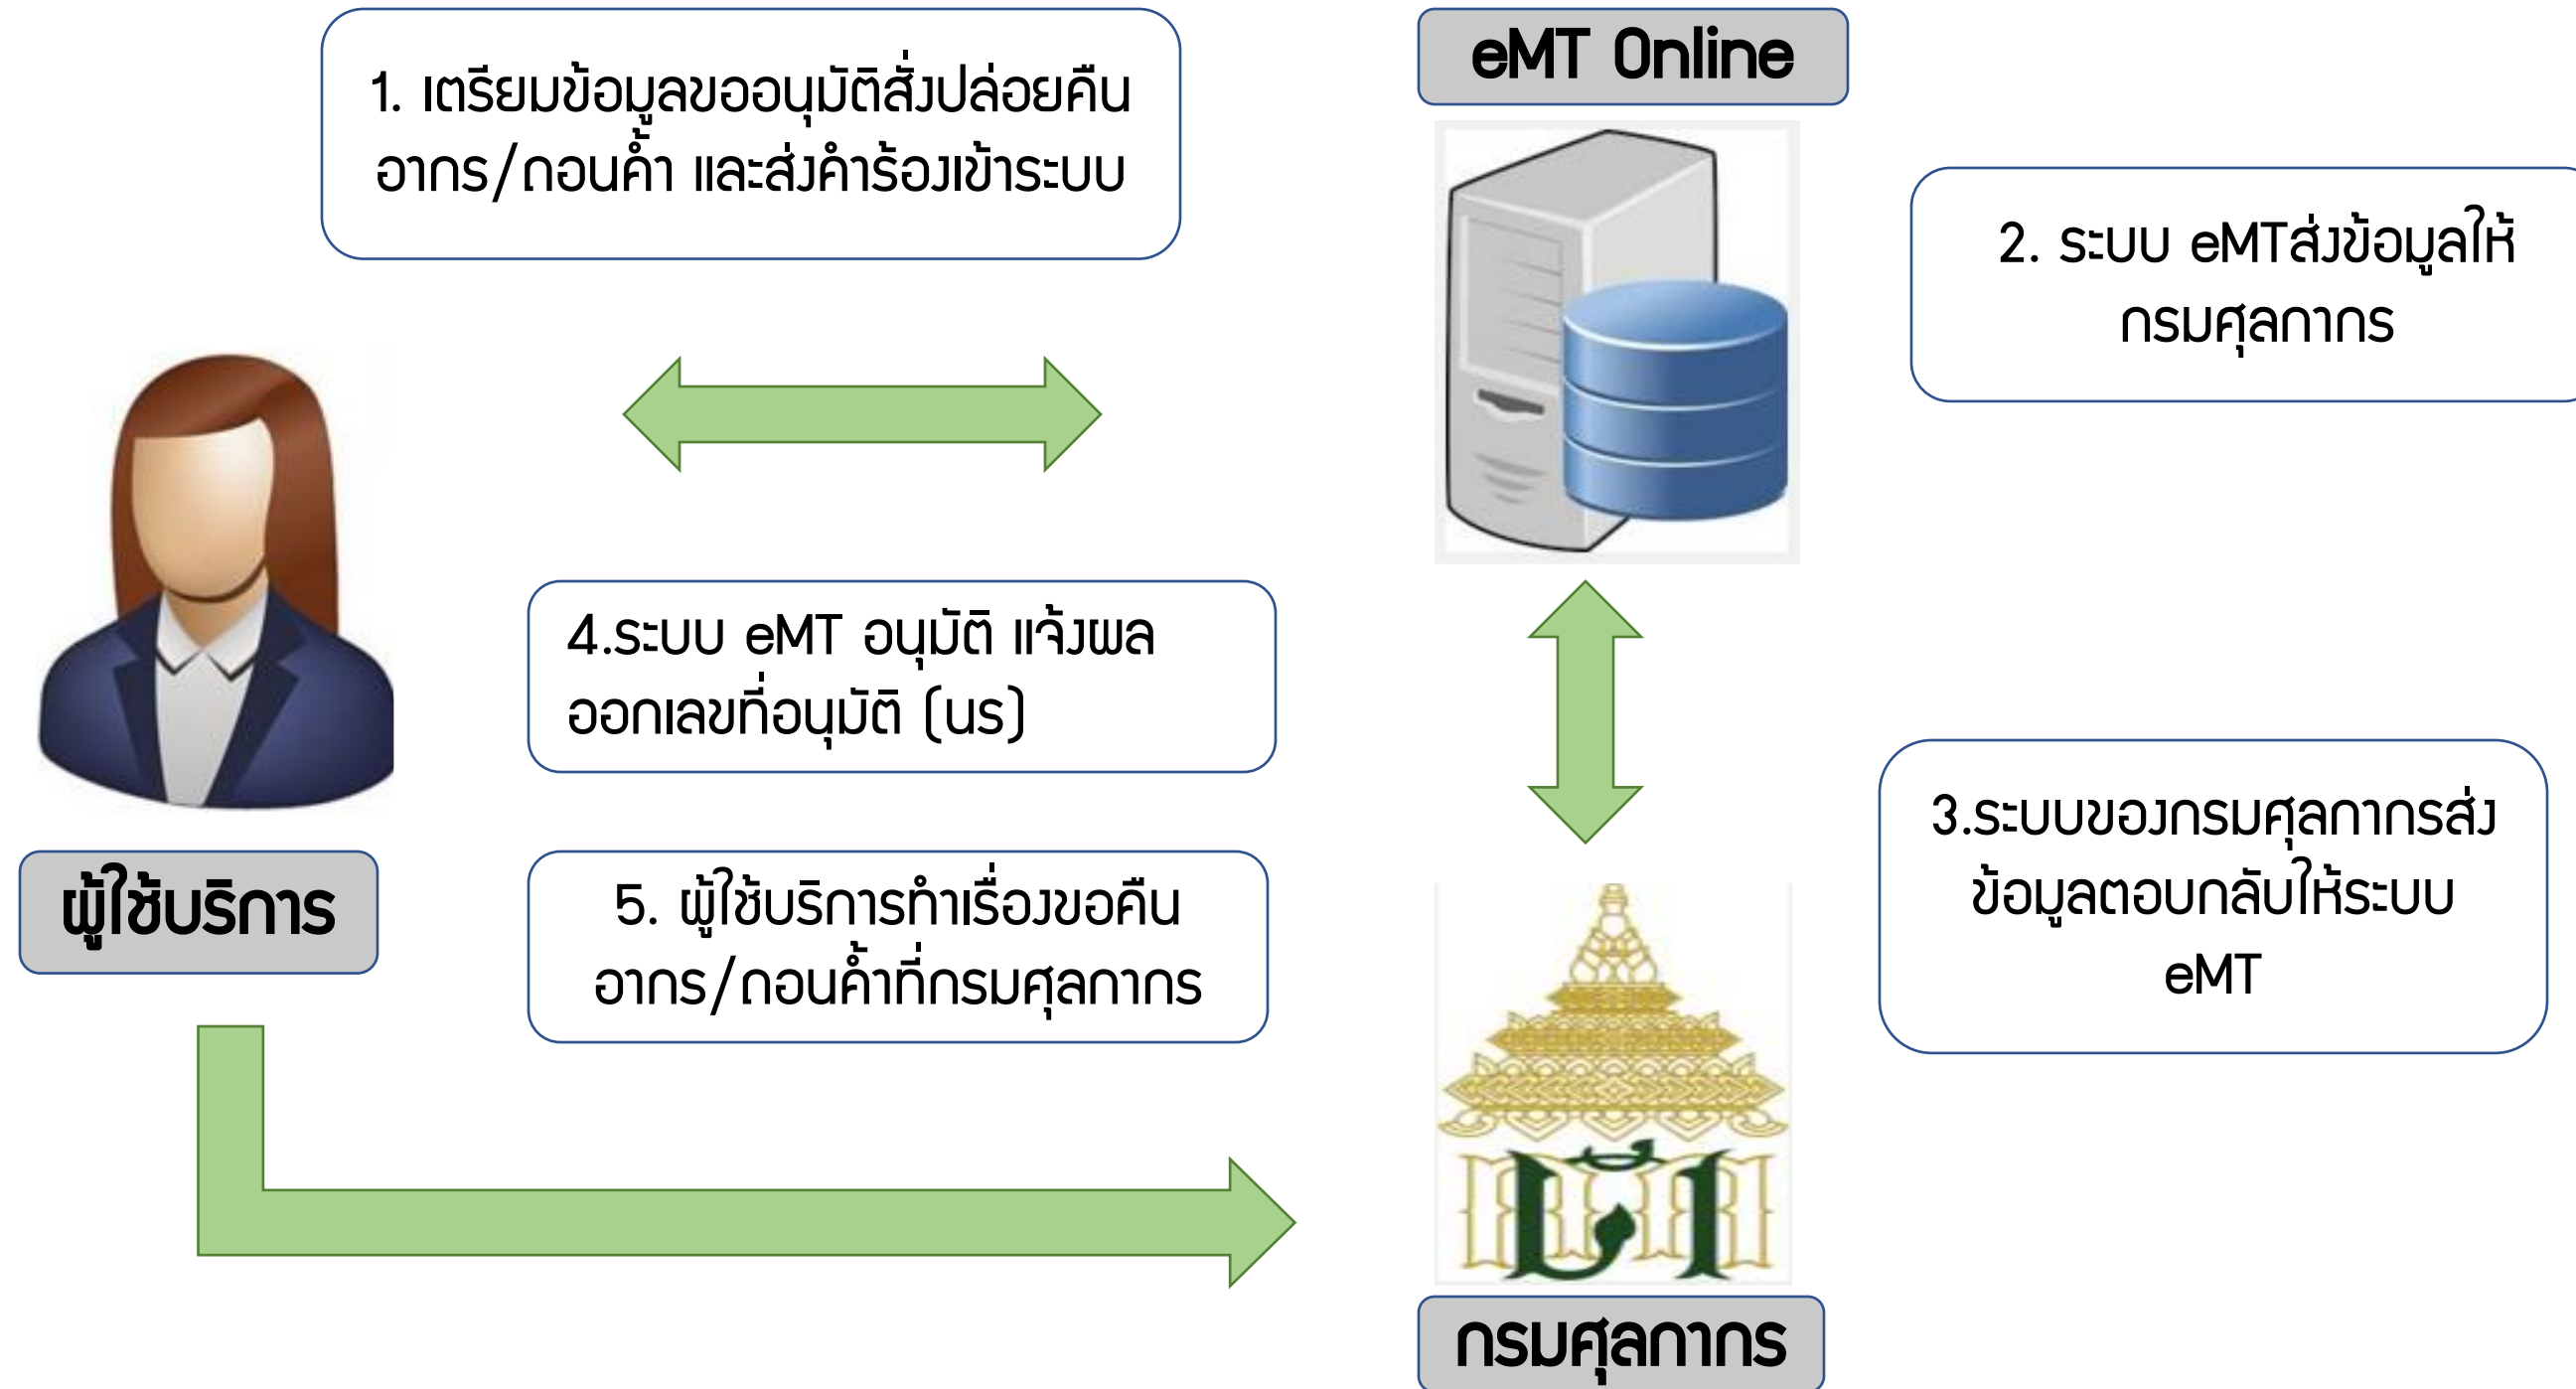 1. เตรียมข้อมูลขออนุมัติสั่งปล่อยคืน
อากร/ถอนค้ำ และส่งคำร้องเข้าระบบ
eMT Online
2. ระบบ eMTส่งข้อมูลให้
กรมศุลกากร
4.ระบบ eMT อนุมัติ แจ้งผล
ออกเลขที่อนุมัติ (นร)
3.ระบบของกรมศุลกากรส่ง
ข้อมูลตอบกลับให้ระบบ
eMT
ผู้ใช้บริการ
5. ผู้ใช้บริการทำเรื่องขอคืน
อากร/ถอนค้ำที่กรมศุลกากร
กรมศุลกากร